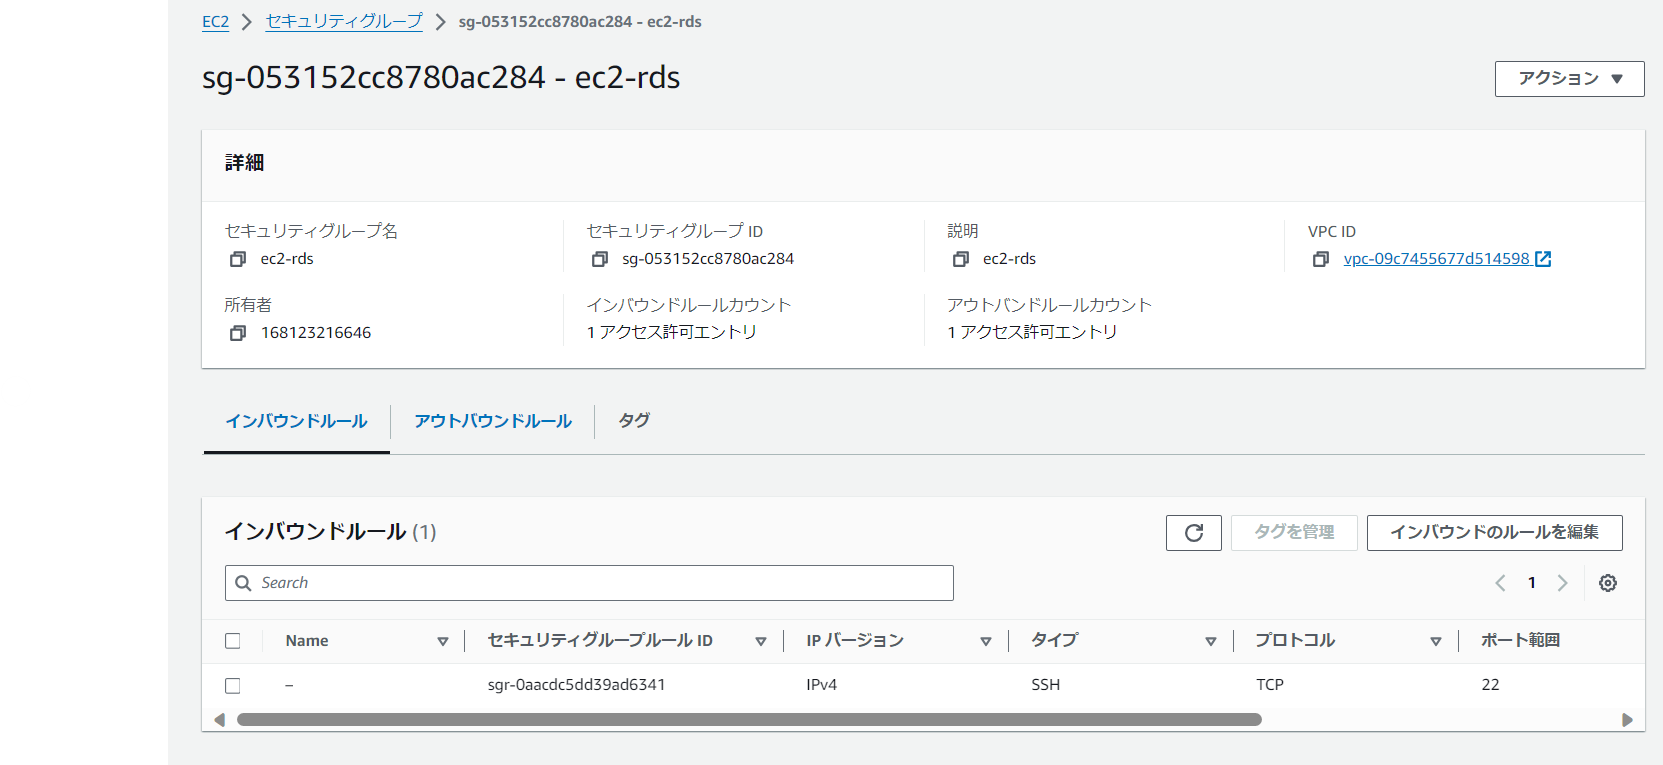 EC2 > セキュリティグループ > sg-053152cc8780ac284 - ec2-rds
sg-053152cc8780ac284 - ec2-rds
アクション
詳細
セキュリティグループ名 セキュリティグループ ID 説明 VPC ID
ec2-rds sg-053152cc8780ac284 ec2-rds vpc-09c7455677d514598
所有者 インバウンドルールカウント アウトバンドルールカウント
168123216646 1 アクセス許可エントリ 1 アクセス許可エントリ
インバウンドルール アウトバウンドルール タグ
インバウンドルール (1) タグを管理 インバウンドのルールを編集
Search 1
Name セキュリティグループルール ID IP バージョン タイプ プロトコル ポート範囲
– sgr-0aacdc5dd39ad6341 IPv4 SSH TCP 22